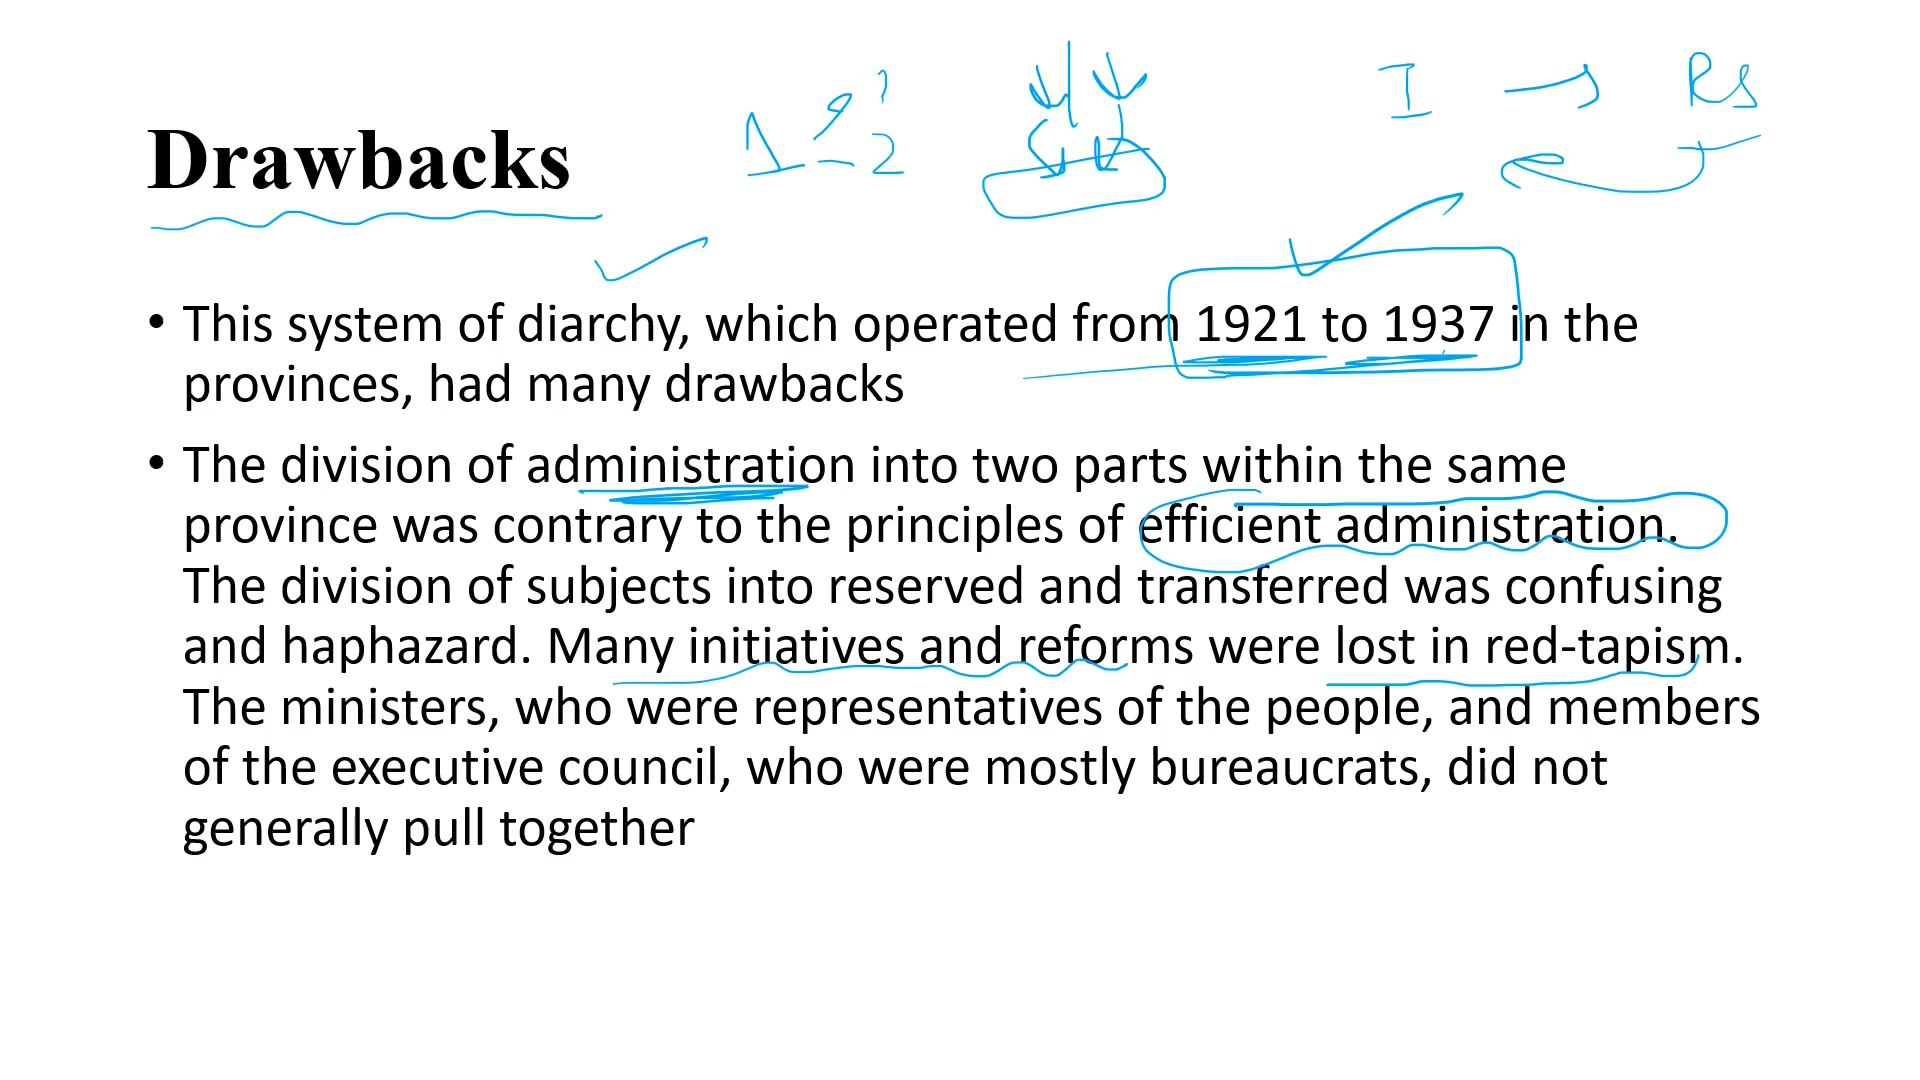 I → Rs
1 - 2
Drawbacks
• This system of diarchy, which operated from 1921 to 1937 in the
provinces, had many drawbacks
• The division of administration into two parts within the same
province was contrary to the principles of efficient administration.
The division of subjects into reserved and transferred was confusing
and haphazard. Many initiatives and reforms were lost in red-tapism.
The ministers, who were representatives of the people, and members
of the executive council, who were mostly bureaucrats, did not
generally pull together